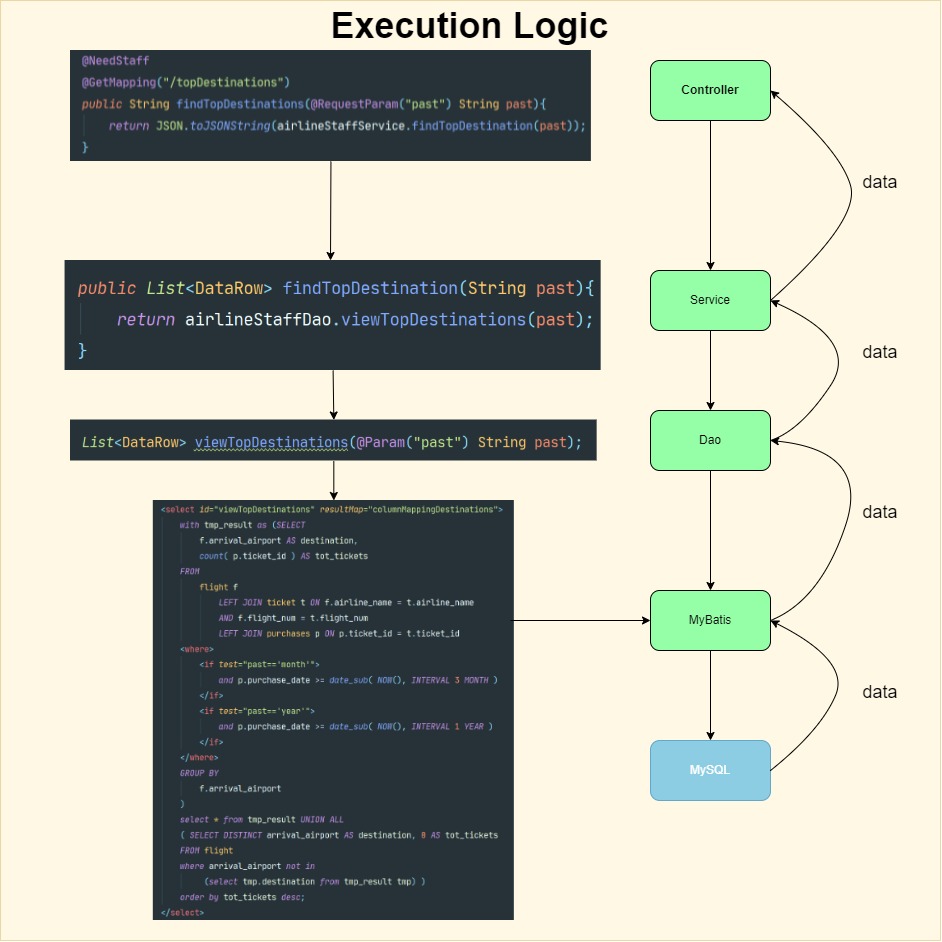 Execution Logic
@NeedStaff
@GetMapping("/topDestinations")
public String findTopDestinations(@RequestParam("past") String past){
return JSON.toJSONString(airlineStaffService.findTopDestination(past));
}
public List<DataRow> findTopDestination(String past){
return airlineStaffDao.viewTopDestinations(past);
}
List<DataRow> viewTopDestinations(@Param("past") String past);
<select id="viewTopDestinations" resultMap="columnMappingDestinations">
with tmp_result as (SELECT
f.arrival_airport AS destination,
count( p.ticket_id ) AS tot_tickets
FROM
flight f
LEFT JOIN ticket t ON f.airline_name = t.airline_name
AND f.flight_num = t.flight_num
LEFT JOIN purchases p ON p.ticket_id = t.ticket_id
<where>
<if test="past=='month'">
and p.purchase_date >= date_sub( NOW(), INTERVAL 3 MONTH )
</if>
<if test="past=='year'">
and p.purchase_date >= date_sub( NOW(), INTERVAL 1 YEAR )
</if>
</where>
GROUP BY
f.arrival_airport
)
select * from tmp_result UNION ALL
( SELECT DISTINCT arrival_airport AS destination, 0 AS tot_tickets
FROM flight
where arrival_airport not in
(select tmp.destination from tmp_result tmp) )
order by tot_tickets desc;
</select>
Controller
data
Service
data
Dao
data
MyBatis
data
MySQL